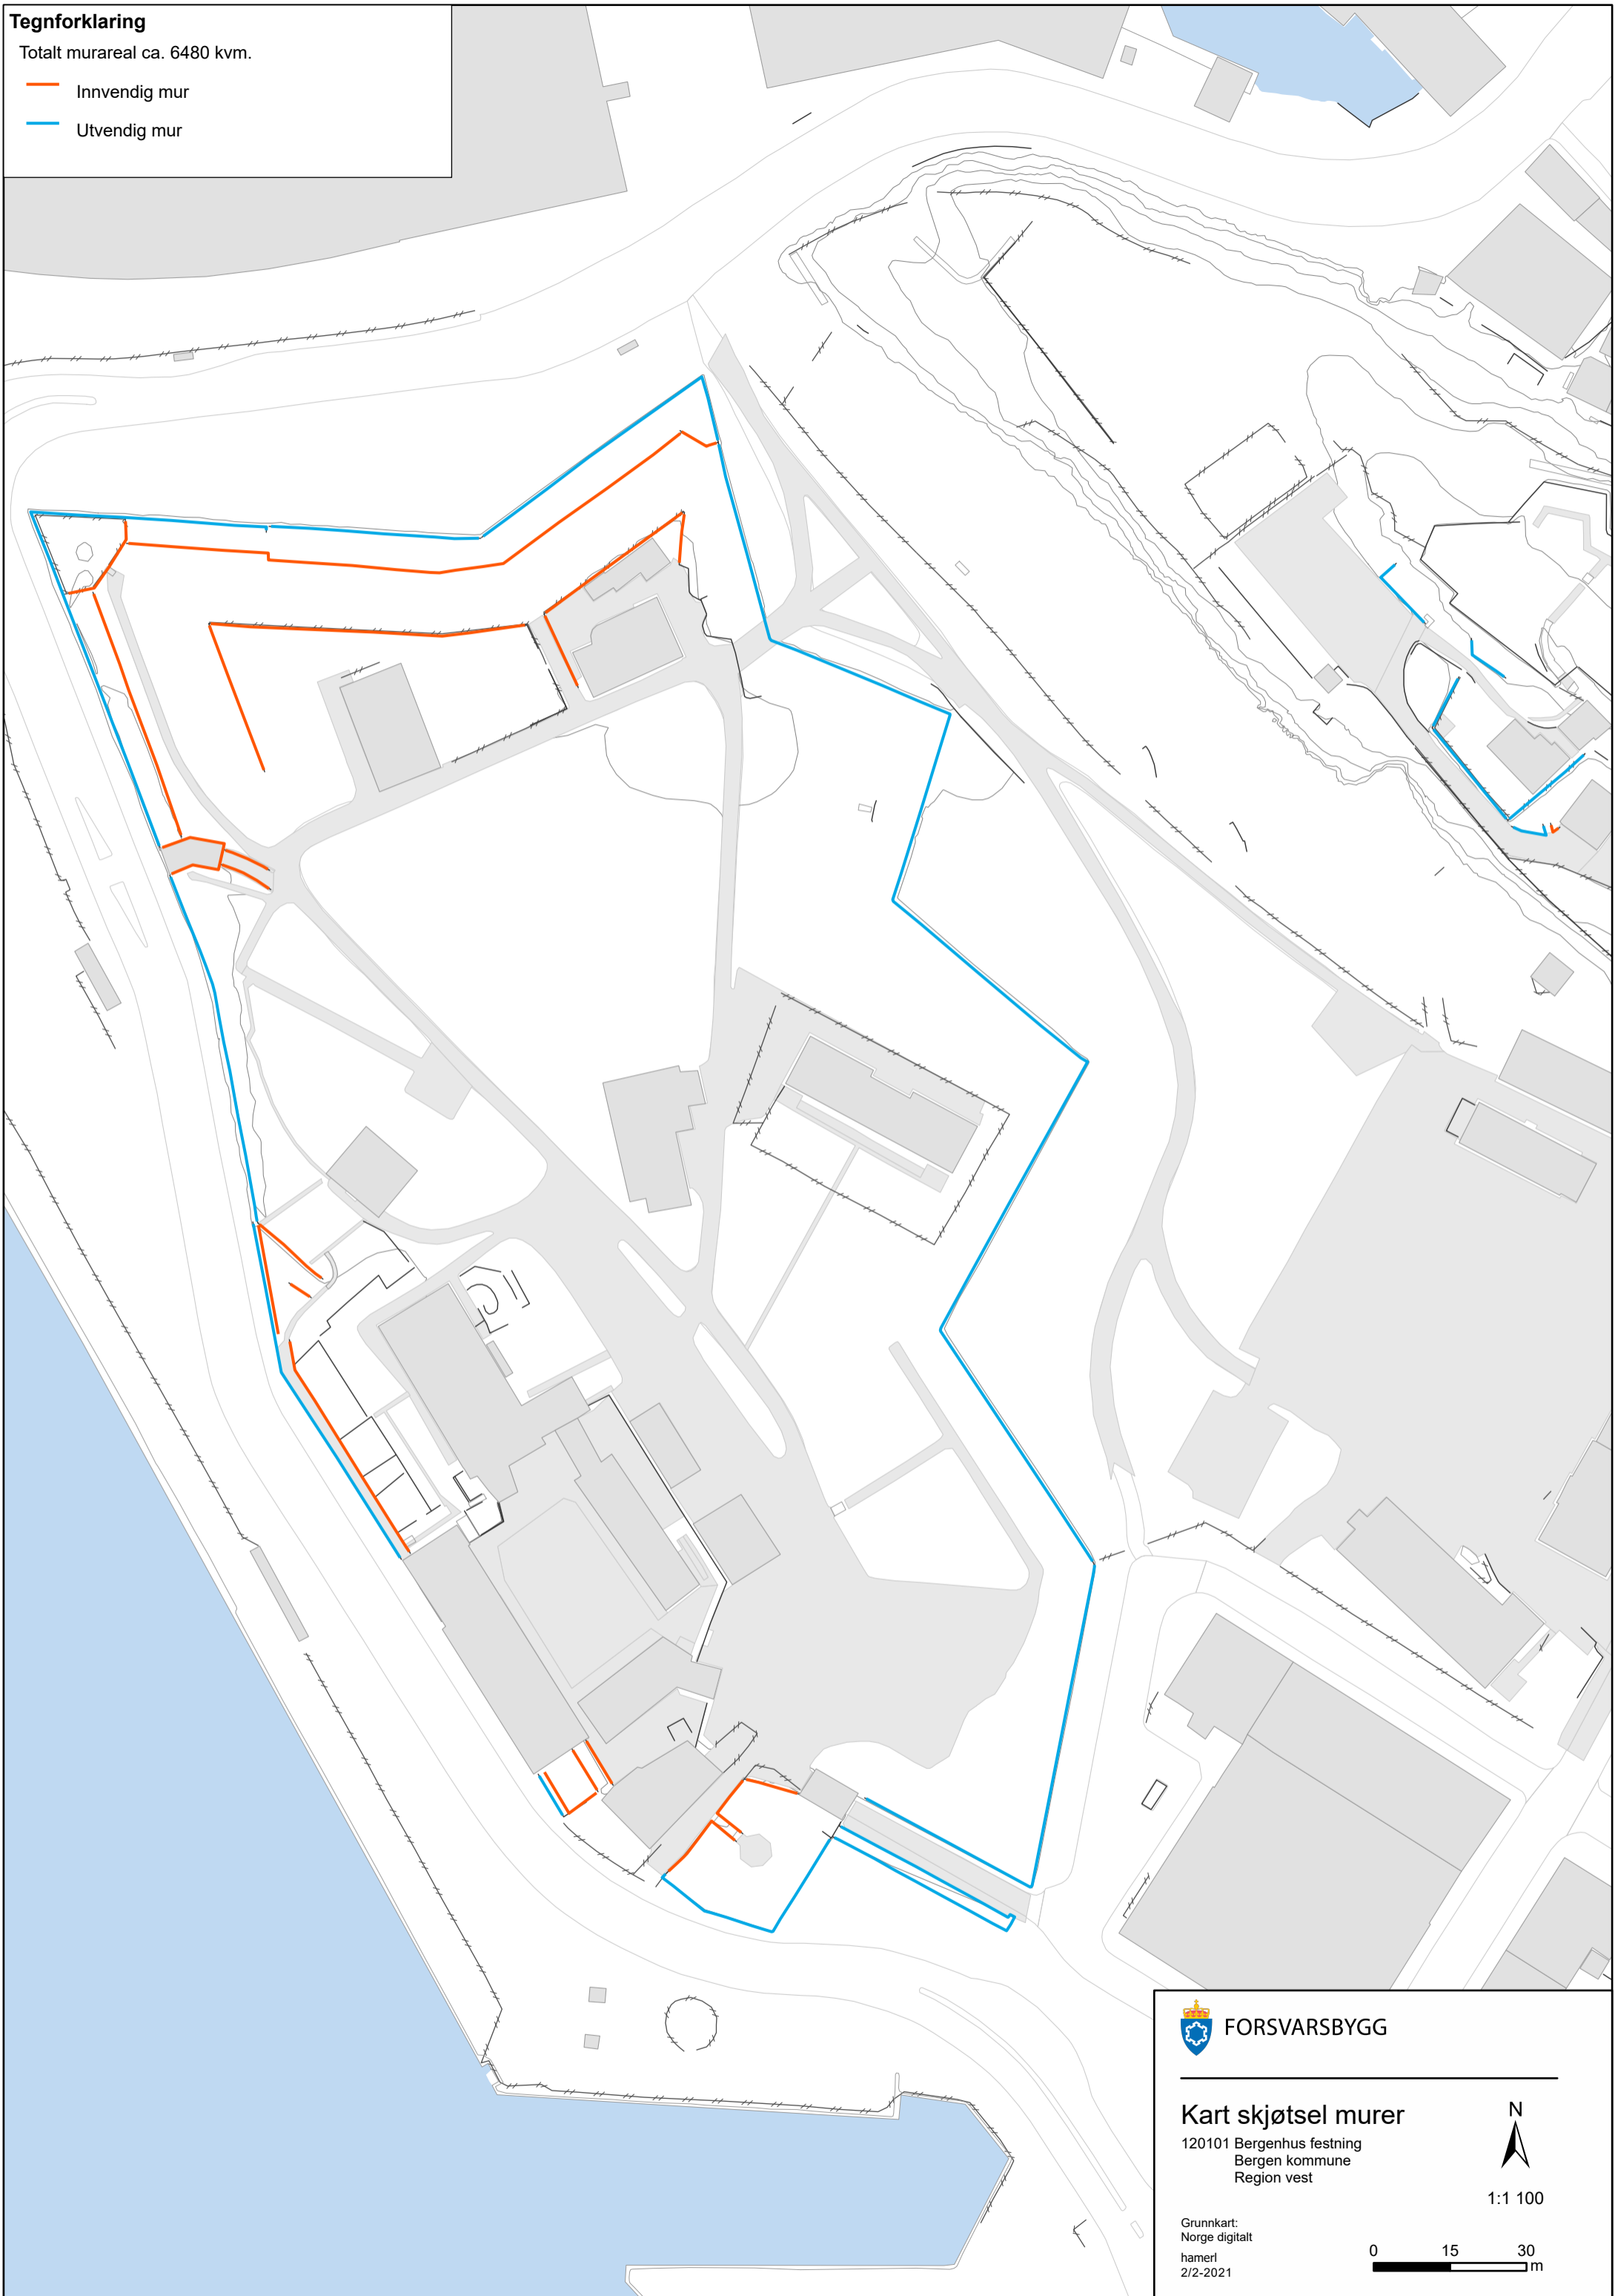 Tegnforklaring
Totalt murareal ca. 6480 kvm.
Innvendig mur
Utvendig mur
FORSVARSBYGG
Kart skjøtsel murer
120101 Bergenhus festning
Bergen kommune
Region vest
N
1:1 100
Grunnkart:
Norge digitalt
hamerl
2/2-2021
0 15 30
m